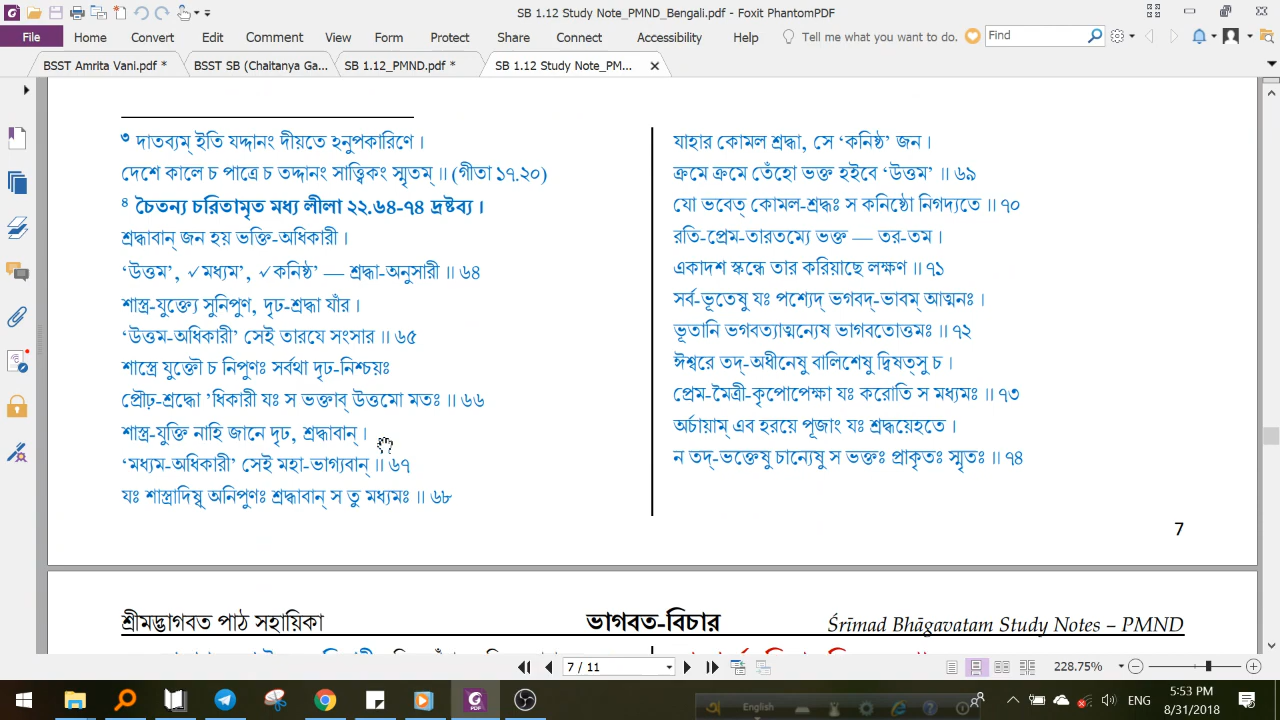 SB 1.12 Study Note_PMND_Bengali.pdf - Foxit PhantomPDF
File Home Convert Edit Comment View Form Protect Share Connect Accessibility Help Tell me what you want to do. Find
BSST Amrita Vani.pdf * BSST SB (Chaitanya Ga... SB 1.12_PMND.pdf * SB 1.12 Study Note_PM...
৩ দাতব্যম্ ইতি যদ্দানং দীয়তে হনুপকারিণে।
দেশে কালে চ পাত্রে চ তদ্দানং সাত্ত্বিকং স্মৃতম্॥ (গীতা ১৭.২০)
৪ চৈতন্য চরিতামৃত মধ্য লীলা ২২.৬৪-৭৪ দ্রষ্টব্য।
শ্রদ্ধাবান্ জন হয় ভক্তি-অধিকারী।
‘উত্তম’, ✓মধ্যম’, ✓কনিষ্ঠ’ — শ্রদ্ধা-অনুসারী॥ ৬৪
শাস্ত্র-যুক্ত্যে সুনিপুণ, দৃঢ-শ্রদ্ধা যাঁর।
‘উত্তম-অধিকারী’ সেই তারযে সংসার॥ ৬৫
শাস্ত্রে যুক্তৌ চ নিপুণঃ সর্বথা দৃঢ-নিশ্চয়ঃ
প্রৌঢ়-শ্রদ্ধো ’ধিকারী যঃ স ভক্তাব্ উত্তমো মতঃ॥ ৬৬
শাস্ত্র-যুক্তি নাহি জানে দৃঢ, শ্রদ্ধাবান্।
‘মধ্যম-অধিকারী’ সেই মহা-ভাগ্যবান্॥ ৬৭
যঃ শাস্ত্রাদিষ্ব্ অনিপুণঃ শ্রদ্ধাবান্ স তু মধ্যমঃ॥ ৬৮
যাহার কোমল শ্রদ্ধা, সে ‘কনিষ্ঠ’ জন।
ক্রমে ক্রমে তেঁহো ভক্ত হইবে ‘উত্তম’॥ ৬৯
যো ভবেত্ কোমল-শ্রদ্ধঃ স কনিষ্ঠো নিগদ্যতে॥ ৭০
রতি-প্রেম-তারতম্যে ভক্ত — তর-তম।
একাদশ স্কন্ধে তার করিয়াছে লক্ষণ॥ ৭১
সর্ব-ভূতেষু যঃ পশ্যেদ্ ভগবদ্-ভাবম্ আত্মনঃ।
ভূতানি ভগবত্যাত্মন্যেষ ভাগবতোত্তমঃ॥ ৭২
ঈশ্বরে তদ্-অধীনেষু বালিশেষু দ্বিষত্সু চ।
প্রেম-মৈত্রী-কৃপোপেক্ষা যঃ করোতি স মধ্যমঃ॥ ৭৩
অর্চায়াম্ এব হরয়ে পূজাং যঃ শ্রদ্ধয়েহতে।
ন তদ্-ভক্তেষু চান্যেষু স ভক্তঃ প্রাকৃতঃ স্মৃতঃ॥ ৭৪
7
শ্রীমদ্ভাগবত পাঠ সহায়িকা ভাগবত-বিচার Śrīmad Bhāgavatam Study Notes – PMND
7 / 11 228.75%
English ENG 5:53 PM
8/31/2018